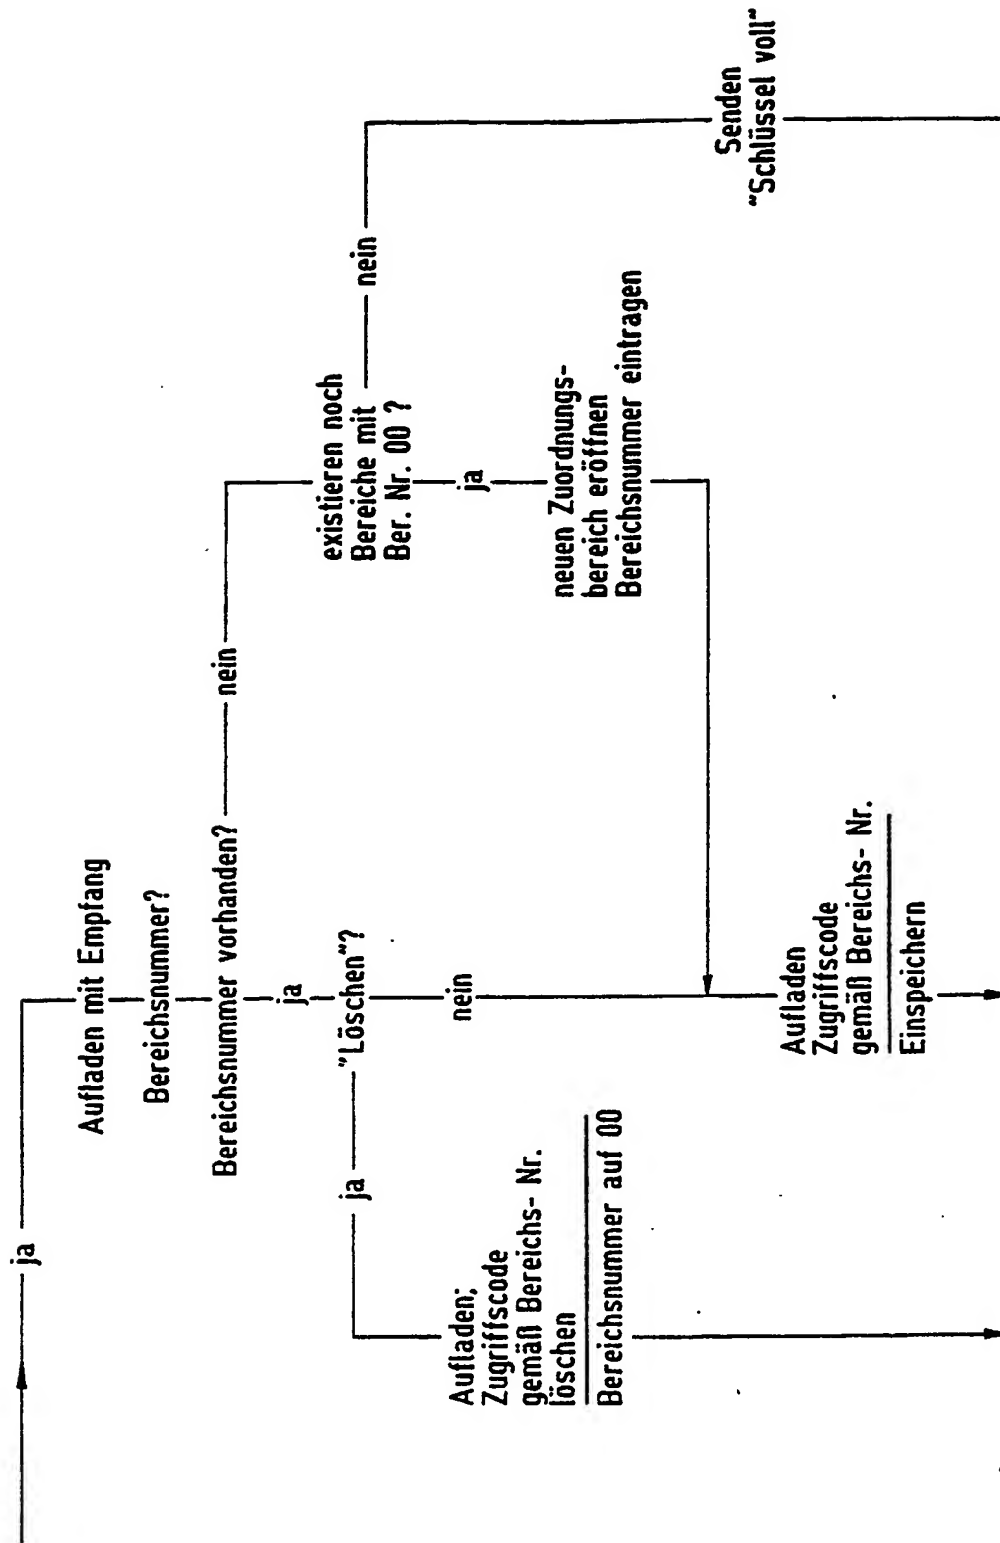 ja
Aufladen mit Empfang
Bereichsnummer?
Bereichsnummer vorhanden?
nein
ja
existieren noch
Bereiche mit
Ber. Nr. 00 ?
nein
ja
"Löschen"?
ja
nein
neuen Zuordnungs-
bereich eröffnen
Bereichsnummer eintragen
Senden
"Schlüssel voll"
Aufladen;
Zugriffscode
gemäß Bereichs- Nr.
löschen
Bereichsnummer auf 00
Aufladen
Zugriffscode
gemäß Bereichs- Nr.
Einspeichern